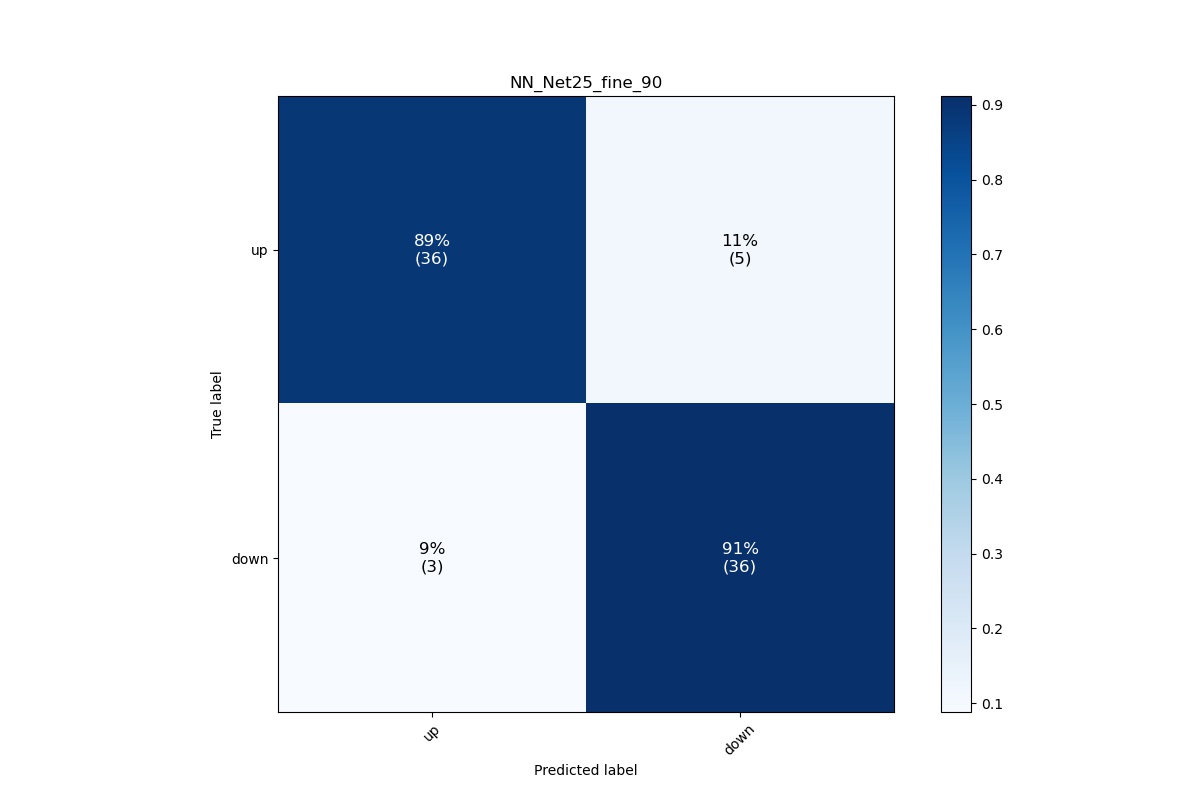 NN_Net25_fine_90
True label
up
89%
(36)
11%
(5)
down
9%
(3)
91%
(36)
up
down
Predicted label
0.9
0.8
0.7
0.6
0.5
0.4
0.3
0.2
0.1